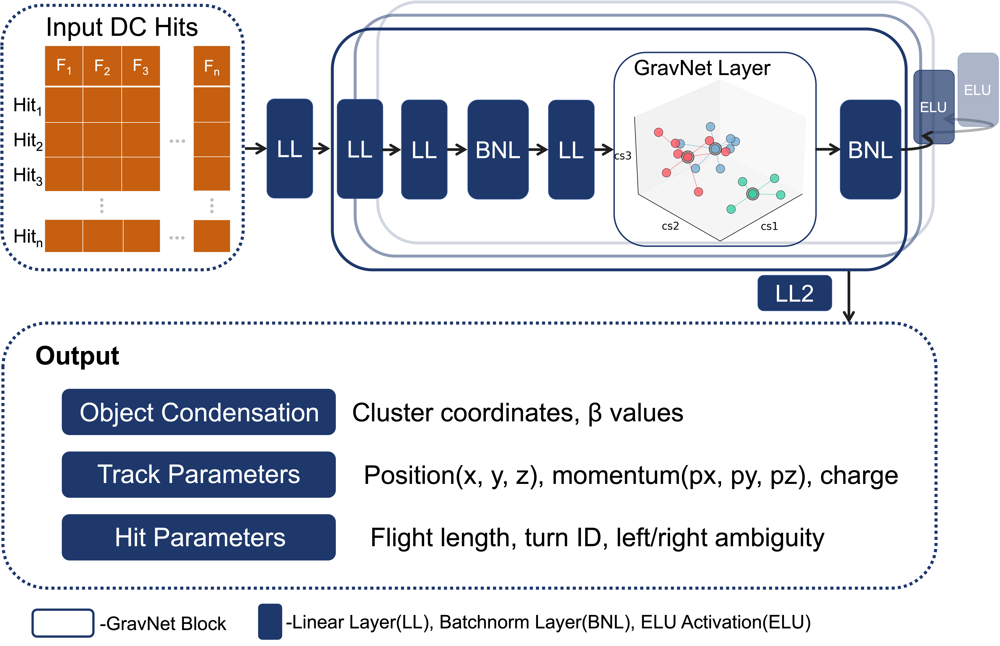 Input DC Hits
F1 F2 F3 Fn
Hit1
Hit2
Hit3
Hitn
LL
LL
LL
BNL
LL
GravNet Layer
cs3
cs2
cs1
BNL
ELU
ELU
LL2
Output
Object Condensation Cluster coordinates, β values
Track Parameters Position(x, y, z), momentum(px, py, pz), charge
Hit Parameters Flight length, turn ID, left/right ambiguity
-GravNet Block -Linear Layer(LL), Batchnorm Layer(BNL), ELU Activation(ELU)